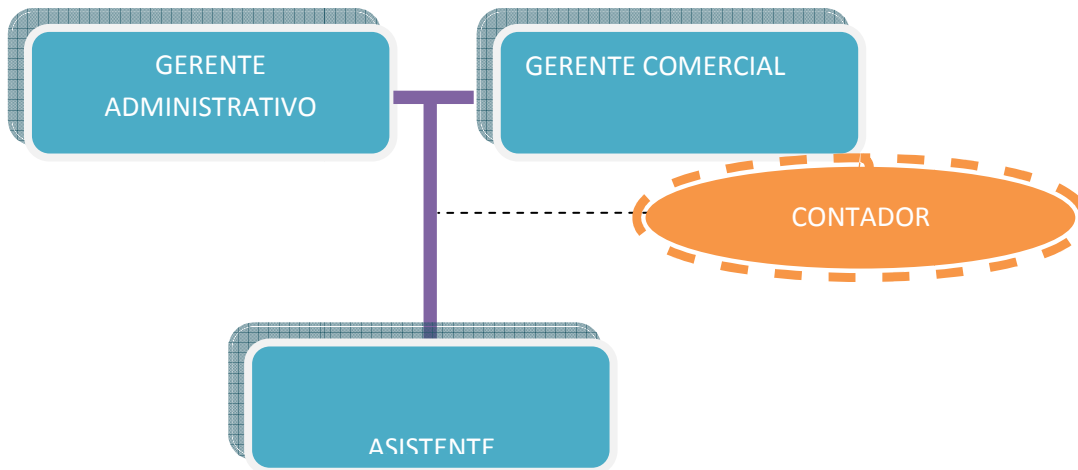 GERENTE
ADMINISTRATIVO
GERENTE COMERCIAL
CONTADOR
ASISTENTE